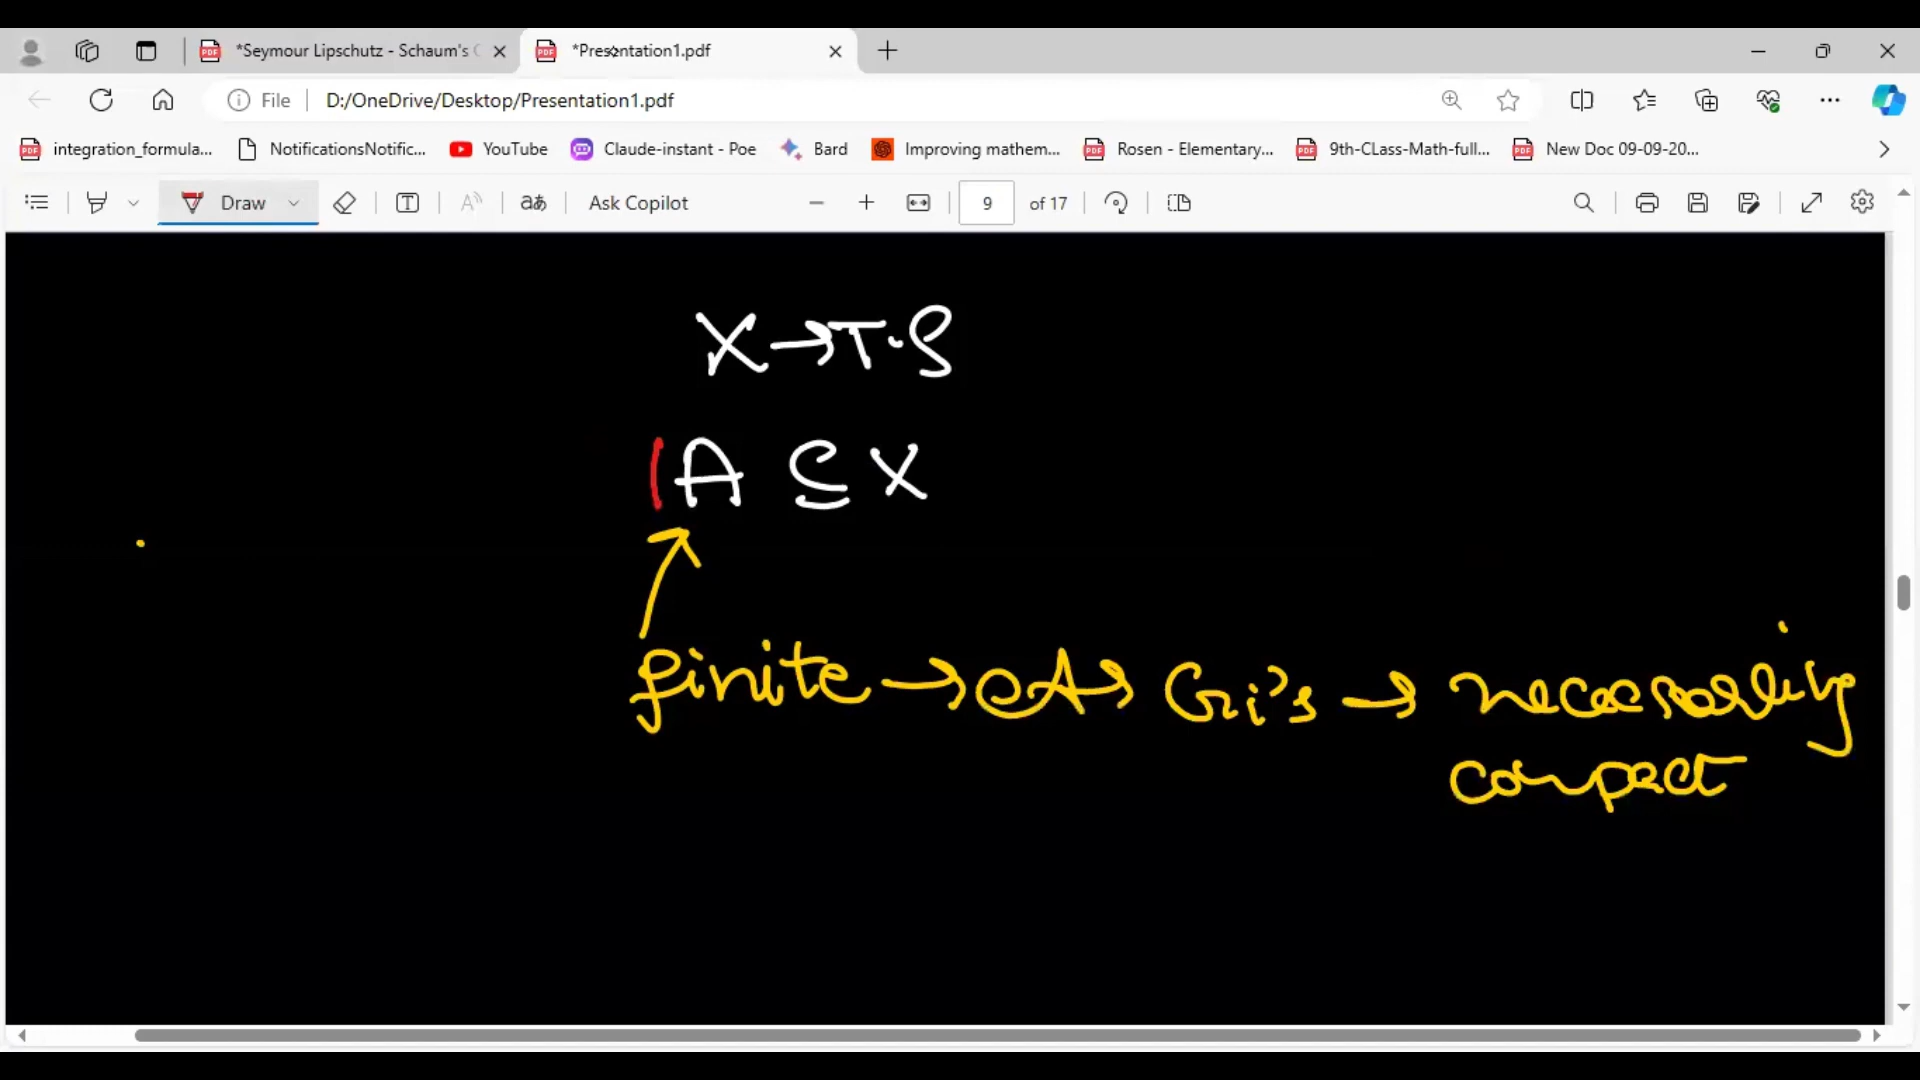 *Seymour Lipschutz - Schaum's
*Presentation1.pdf
File
D:/OneDrive/Desktop/Presentation1.pdf
integration_formula...
NotificationsNotific...
YouTube
Claude-instant - Poe
Bard
Improving mathem...
Rosen - Elementary...
9th-CLass-Math-full...
New Doc 09-09-20...
Draw
aあ
Ask Copilot
9 of 17
X→T.S
A ⊆ X
finite → A → Gi's → necessarily
compact